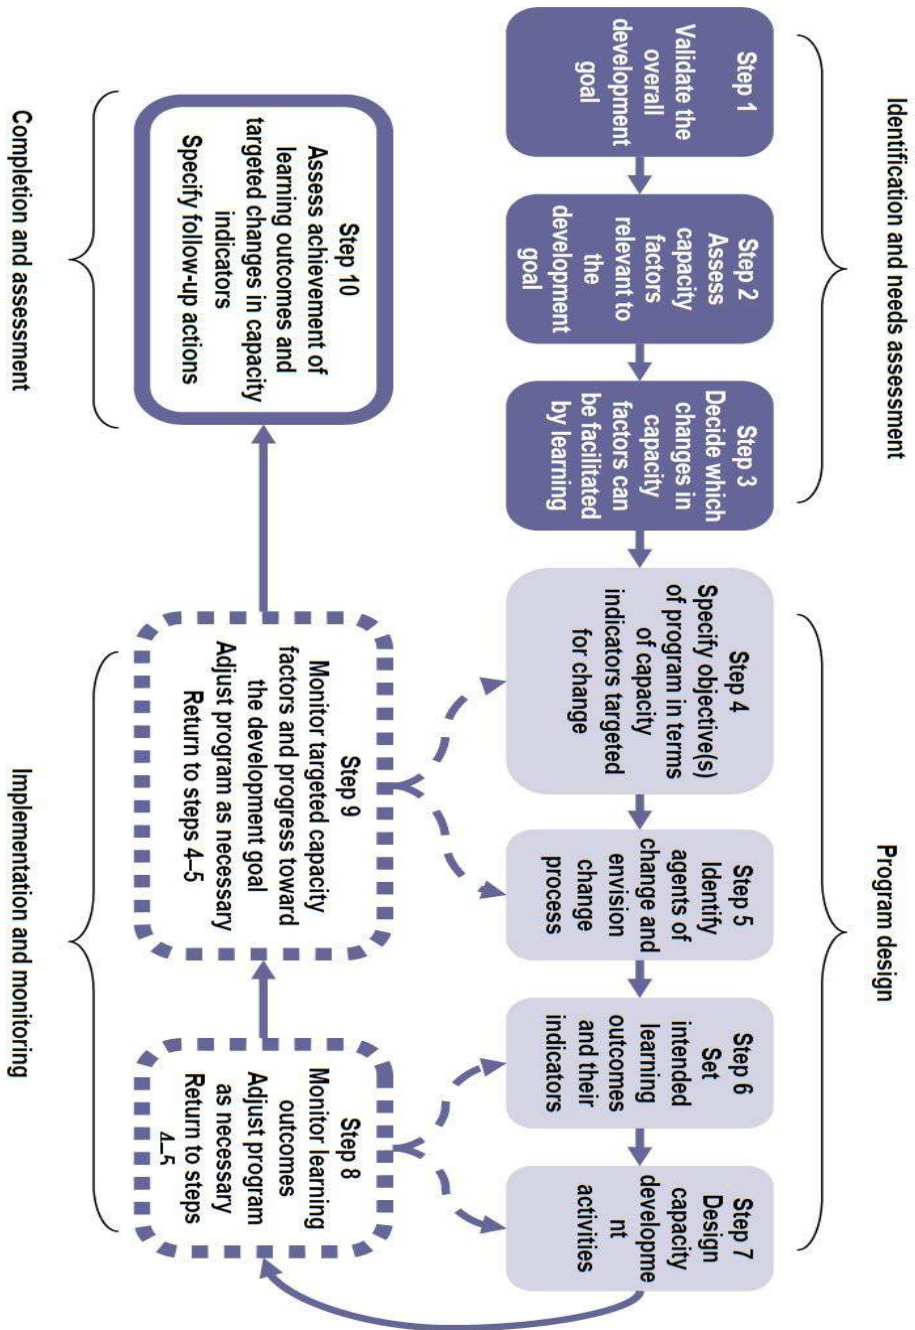 Identification and needs assessment
Program design
Step 1
Validate the
overall
development
goal
Step 2
Assess
capacity
factors
relevant to
the
development
goal
Step 3
Decide which
changes in
capacity
factors can
be facilitated
by learning
Step 4
Specify objective(s)
of program in terms
of capacity
indicators targeted
for change
Step 5
Identify
agents of
change and
envision
change
process
Step 6
Set
intended
learning
outcomes
and their
indicators
Step 7
Design
capacity
developme
nt
activities
Step 10
Assess achievement of
learning outcomes and
targeted changes in capacity
indicators
Specify follow-up actions
Step 9
Monitor targeted capacity
factors and progress toward
the development goal
Adjust program as necessary
Return to steps 4–5
Step 8
Monitor learning
outcomes
Adjust program
as necessary
Return to steps
4–5
Completion and assessment
Implementation and monitoring